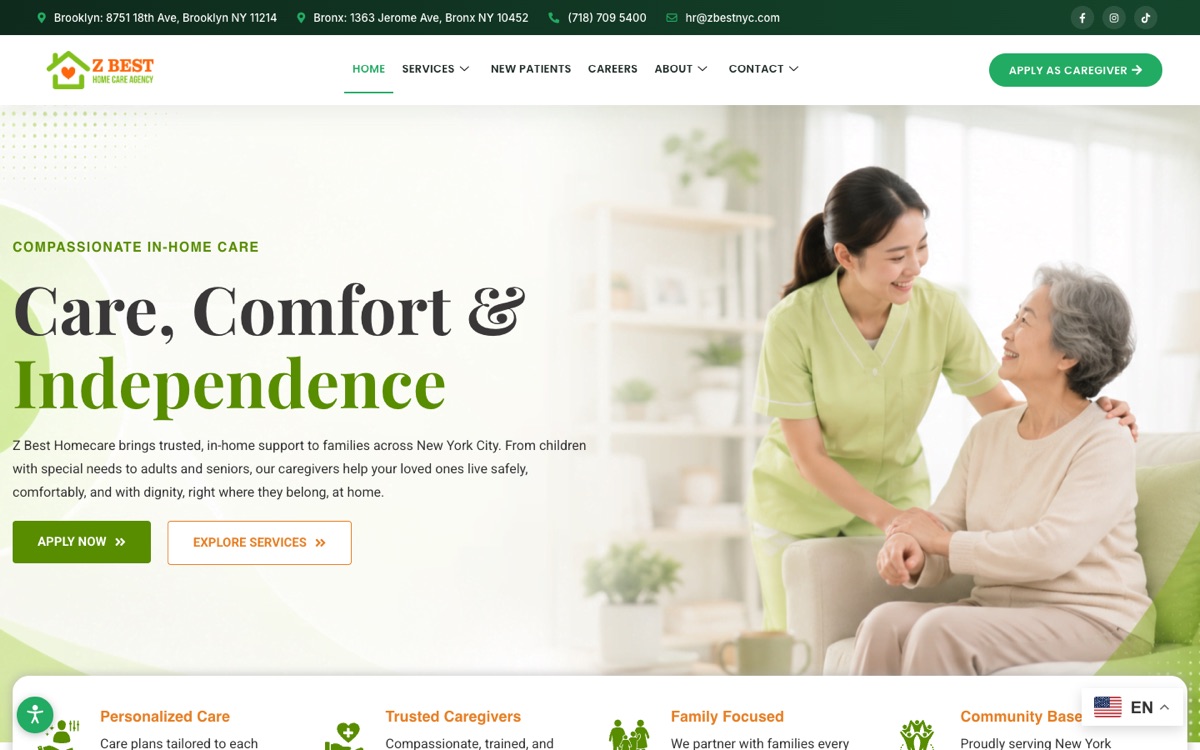 Brooklyn: 8751 18th Ave, Brooklyn NY 11214
Bronx: 1363 Jerome Ave, Bronx NY 10452
(718) 709 5400
hr@zbestnyc.com
Z BEST
HOME CARE AGENCY
HOME
SERVICES
NEW PATIENTS
CAREERS
ABOUT
CONTACT
APPLY AS CAREGIVER
COMPASSIONATE IN-HOME CARE
Care, Comfort &
Independence
Z Best Homecare brings trusted, in-home support to families across New York City. From children
with special needs to adults and seniors, our caregivers help your loved ones live safely,
comfortably, and with dignity, right where they belong, at home.
APPLY NOW
EXPLORE SERVICES
Personalized Care
Care plans tailored to each
Trusted Caregivers
Compassionate, trained, and
Family Focused
We partner with families every
Community Base
Proudly serving New York
EN